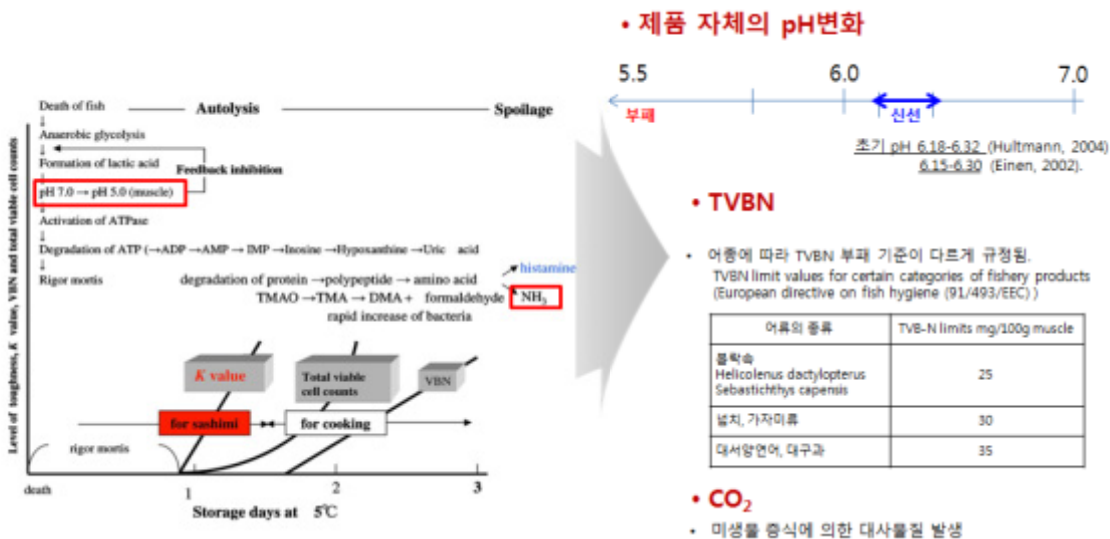 Death of fish
Autolysis
Spoilage
↓
Anaerobic glycolysis
↓
Formation of lactic acid
Feedback inhibition
↓
pH 7.0 → pH 5.0 (muscle)
↓
Activation of ATPase
↓
Degradation of ATP (→ADP →AMP → IMP →Inosine →Hypoxanthine →Uric acid
↓
Rigor mortis
degradation of protein →polypeptide → amino acid
histamine
TMAO →TMA → DMA + formaldehyde
NH₃
rapid increase of bacteria
Level of toughness, K value, VBN and total viable cell counts
K value
Total viable
cell counts
VBN
for sashimi
for cooking
rigor mortis
death
1
2
3
Storage days at 5℃
• 제품 자체의 pH변화
5.5
6.0
7.0
부패
신선
초기 pH 6.18-6.32 (Hultmann, 2004)
6.15-6.30 (Einen, 2002).
• TVBN
• 어종에 따라 TVBN 부패 기준이 다르게 규정됨.
TVBN limit values for certain categories of fishery products
(European directive on fish hygiene (91/493/EEC) )
어류의 종류
TVB-N limits mg/100g muscle
볼락속
Helicolenus dactylopterus
Sebastichthys capensis
25
넙치, 가자미류
30
대서양연어, 대구과
35
• CO₂
• 미생물 증식에 의한 대사물질 발생